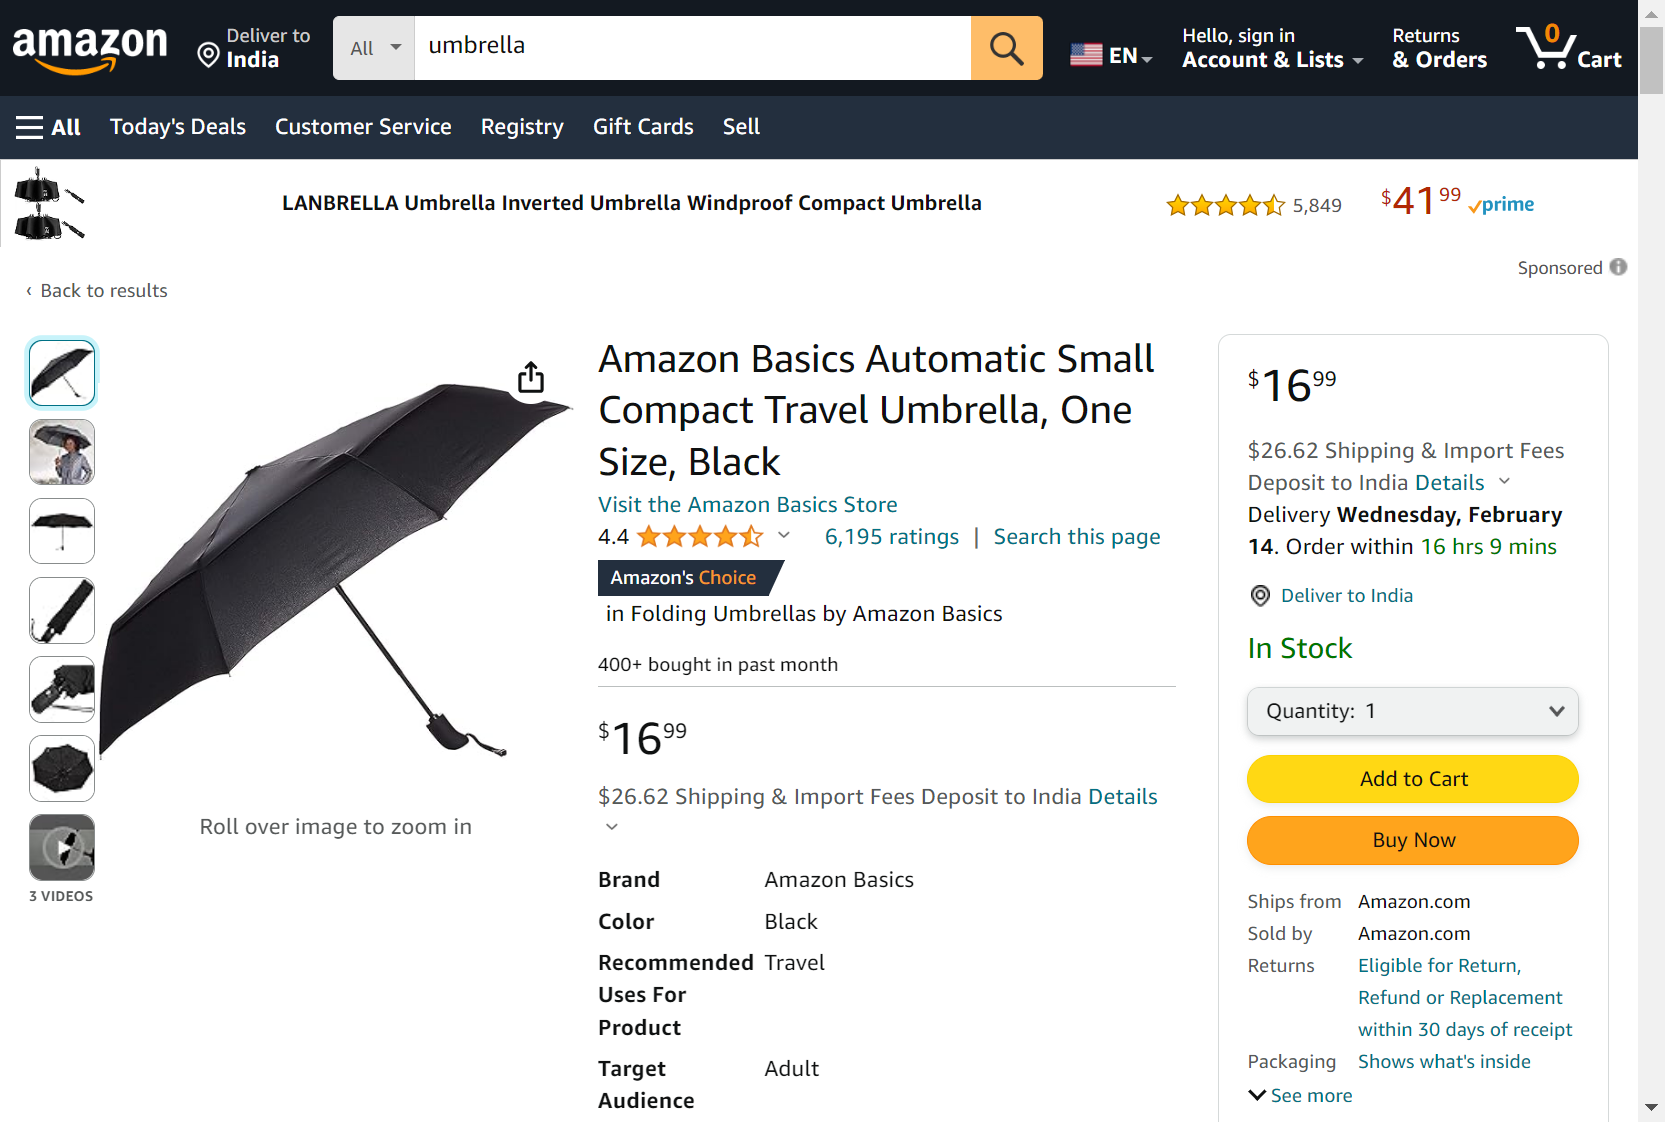 amazon
Deliver to
India
All
umbrella
EN
Hello, sign in
Account & Lists
Returns
& Orders
0
Cart
All
Today's Deals
Customer Service
Registry
Gift Cards
Sell
LANBRELLA Umbrella Inverted Umbrella Windproof Compact Umbrella
5,849
$41 99
prime
Sponsored
‹ Back to results
Roll over image to zoom in
3 VIDEOS
Amazon Basics Automatic Small
Compact Travel Umbrella, One
Size, Black
Visit the Amazon Basics Store
4.4
6,195 ratings | Search this page
Amazon's Choice
in Folding Umbrellas by Amazon Basics
400+ bought in past month
$16 99
$26.62 Shipping & Import Fees Deposit to India Details
Brand Amazon Basics
Color Black
Recommended Travel
Uses For
Product
Target Adult
Audience
$16 99
$26.62 Shipping & Import Fees
Deposit to India Details
Delivery Wednesday, February
14. Order within 16 hrs 9 mins
Deliver to India
In Stock
Quantity: 1
Add to Cart
Buy Now
Ships from Amazon.com
Sold by Amazon.com
Returns Eligible for Return,
Refund or Replacement
within 30 days of receipt
Packaging Shows what's inside
See more